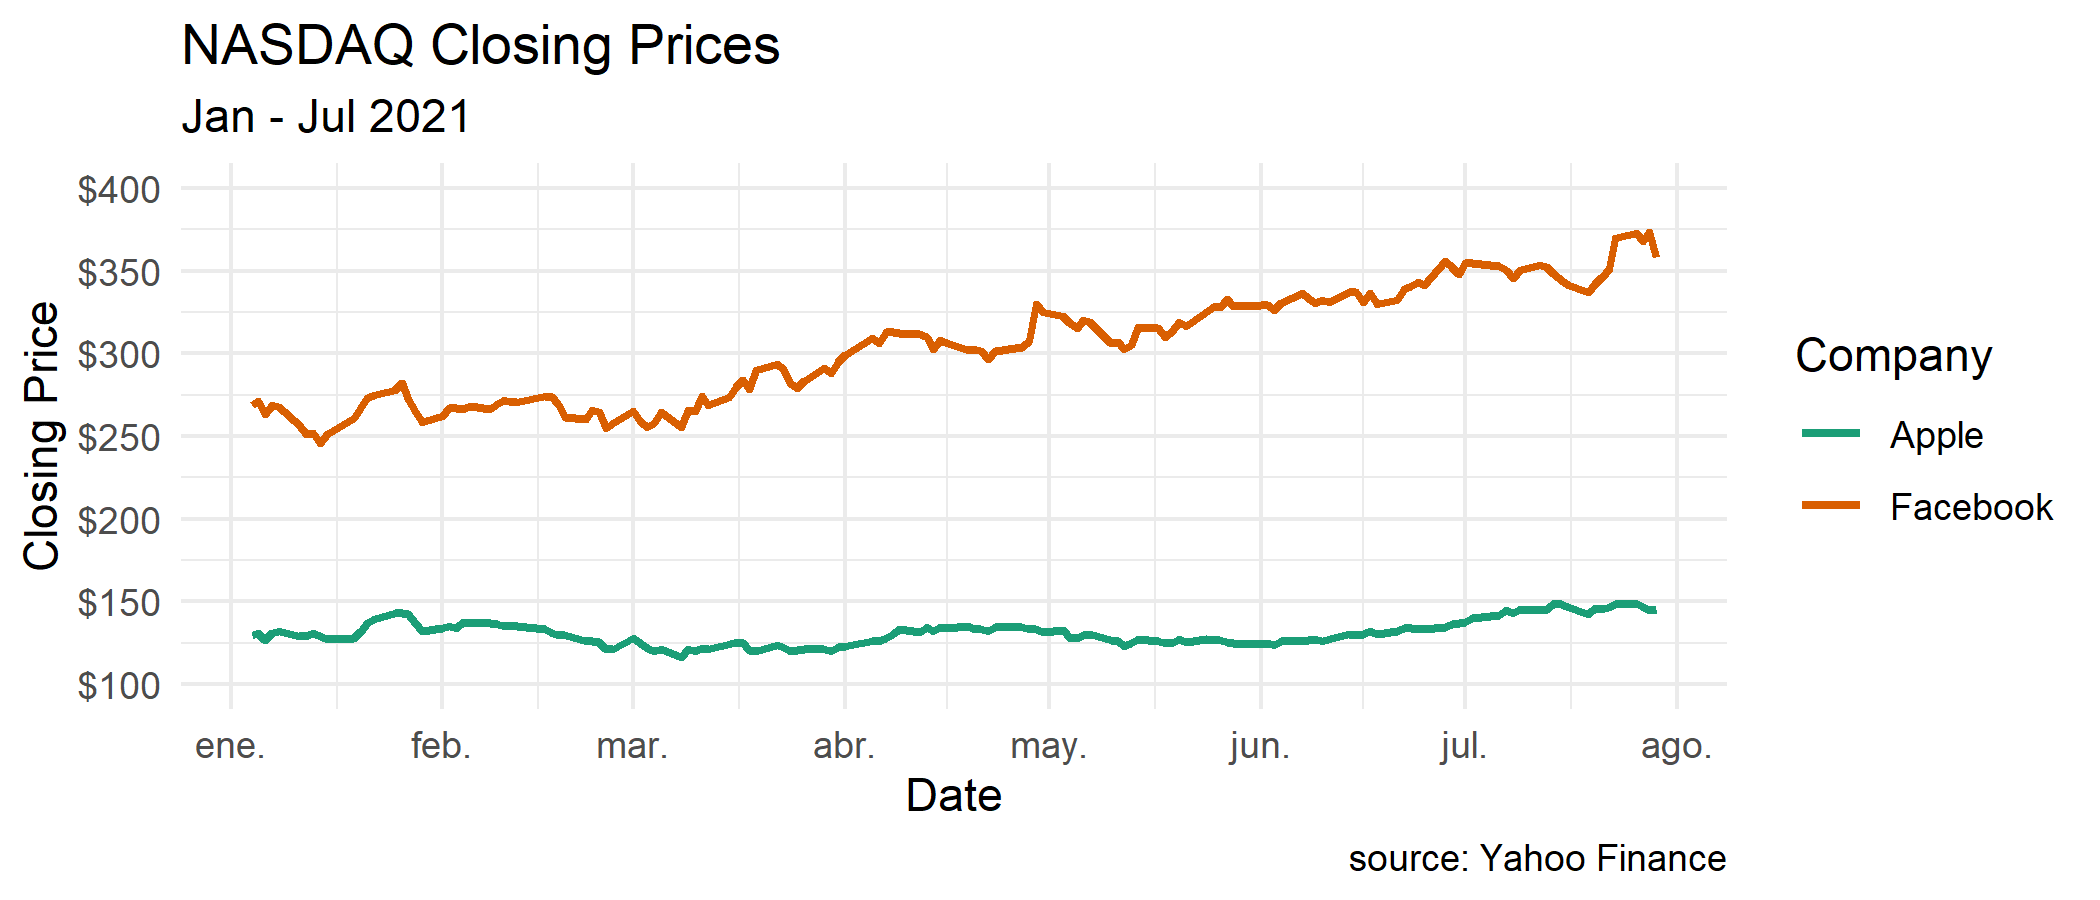 NASDAQ Closing Prices
Jan - Jul 2021
Closing Price
$400
$350
$300
$250
$200
$150
$100
ene. feb. mar. abr. may. jun. jul. ago.
Date
Company
Apple
Facebook
source: Yahoo Finance